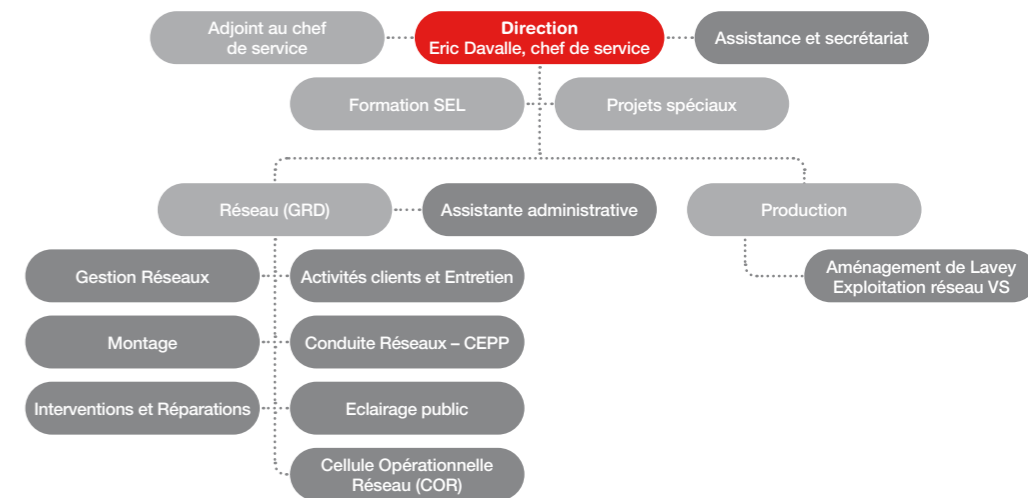 Adjoint au chef
de service
Direction
Eric Davalle, chef de service
Assistance et secrétariat
Formation SEL
Projets spéciaux
Réseau (GRD)
Assistante administrative
Production
Gestion Réseaux
Activités clients et Entretien
Aménagement de Lavey
Exploitation réseau VS
Montage
Conduite Réseaux – CEPP
Interventions et Réparations
Eclairage public
Cellule Opérationnelle
Réseau (COR)